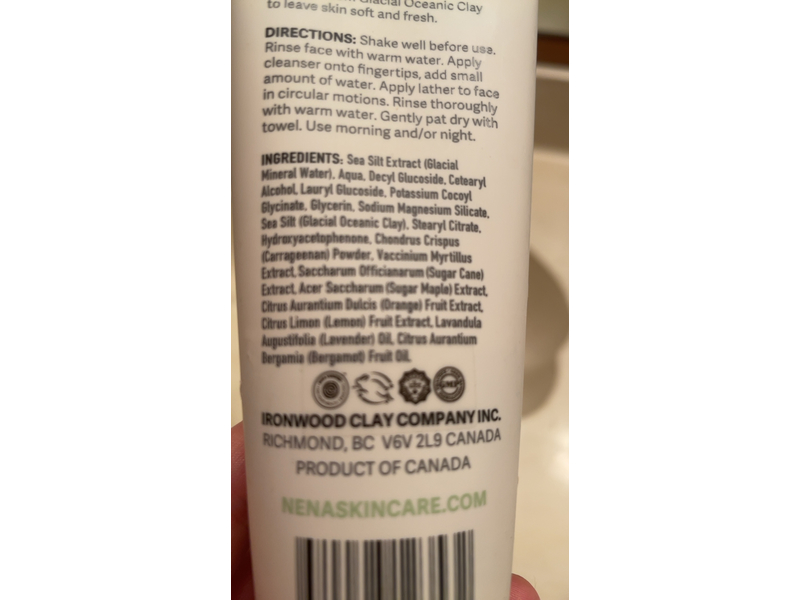 Glacial Oceanic Clay
to leave skin soft and fresh.
DIRECTIONS: Shake well before use.
Rinse face with warm water. Apply
cleanser onto fingertips, add small
amount of water. Apply lather to face
in circular motions. Rinse thoroughly
with warm water. Gently pat dry with
towel. Use morning and/or night.
INGREDIENTS: Sea Silt Extract (Glacial
Mineral Water), Aqua, Decyl Glucoside, Cetearyl
Alcohol, Lauryl Glucoside, Potassium Cocoyl
Glycinate, Glycerin, Sodium Magnesium Silicate,
Sea Silt (Glacial Oceanic Clay), Stearyl Citrate,
Hydroxyacetophenone, Chondrus Crispus
(Carrageenan) Powder, Vaccinium Myrtillus
Extract, Saccharum Officianarum (Sugar Cane)
Extract, Acer Saccharum (Sugar Maple) Extract,
Citrus Aurantium Dulcis (Orange) Fruit Extract,
Citrus Limon (Lemon) Fruit Extract, Lavandula
Augustifolia (Lavender) Oil, Citrus Aurantium
Bergamia (Bergamot) Fruit Oil.
GMP
IRONWOOD CLAY COMPANY INC.
RICHMOND, BC V6V 2L9 CANADA
PRODUCT OF CANADA
NENASKINCARE.COM